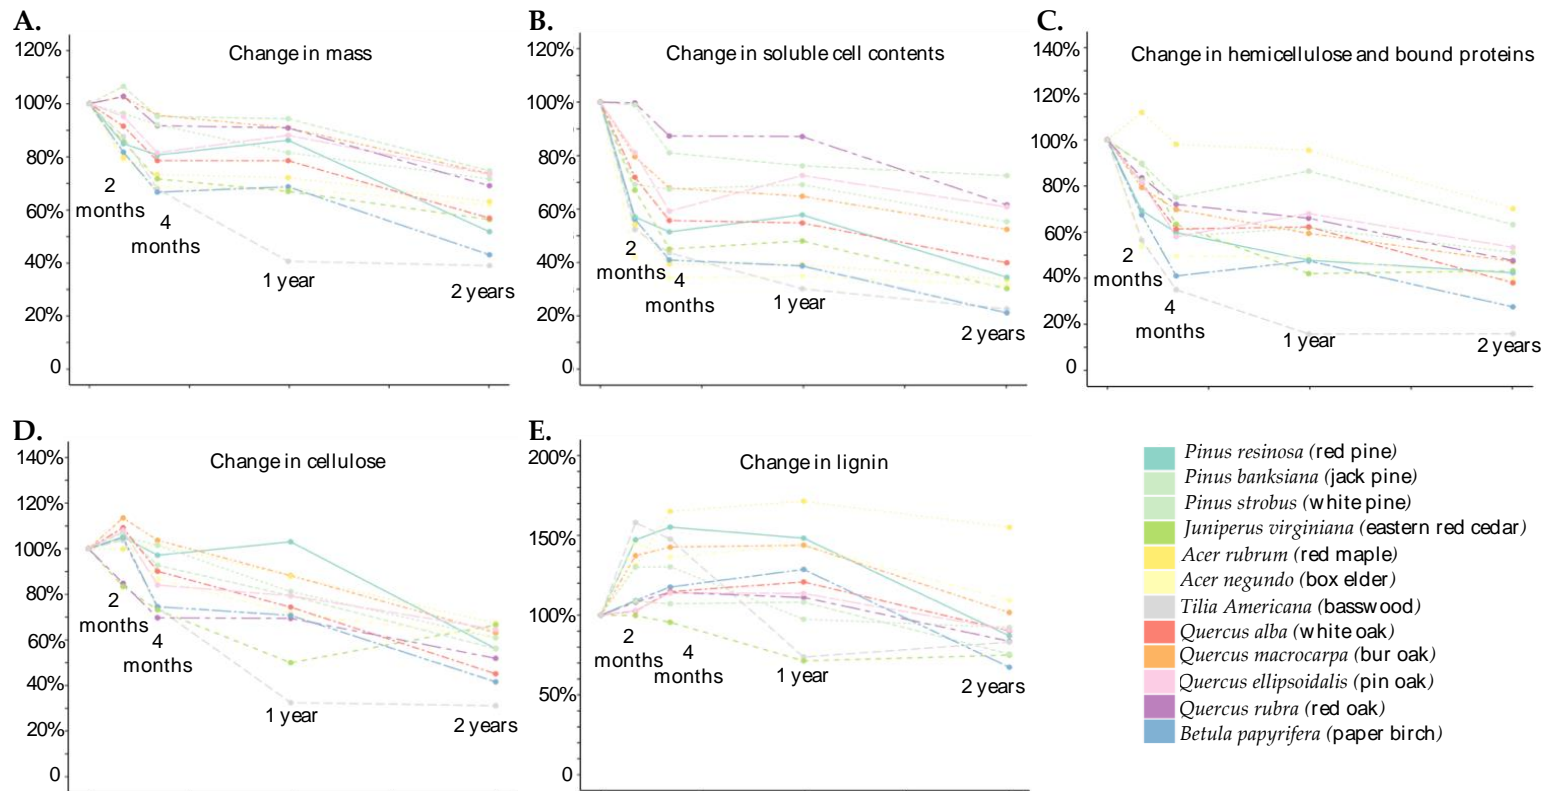 A.
Change in mass
120%
100%
80%
60%
40%
20%
0
2
months
4
months
1 year
2 years
B.
Change in soluble cell contents
120%
100%
80%
60%
40%
20%
0
2
months
4
months
1 year
2 years
C.
Change in hemicellulose and bound proteins
140%
120%
100%
80%
60%
40%
20%
0
2
months
4
months
1 year
2 years
D.
Change in cellulose
140%
120%
100%
80%
60%
40%
20%
0
2
months
4
months
1 year
2 years
E.
Change in lignin
200%
150%
100%
50%
0
2
months
4
months
1 year
2 years
Pinus resinosa (red pine)
Pinus banksiana (jack pine)
Pinus strobus (white pine)
Juniperus virginiana (eastern red cedar)
Acer rubrum (red maple)
Acer negundo (box elder)
Tilia Americana (basswood)
Quercus alba (white oak)
Quercus macrocarpa (bur oak)
Quercus ellipsoidalis (pin oak)
Quercus rubra (red oak)
Betula papyrifera (paper birch)